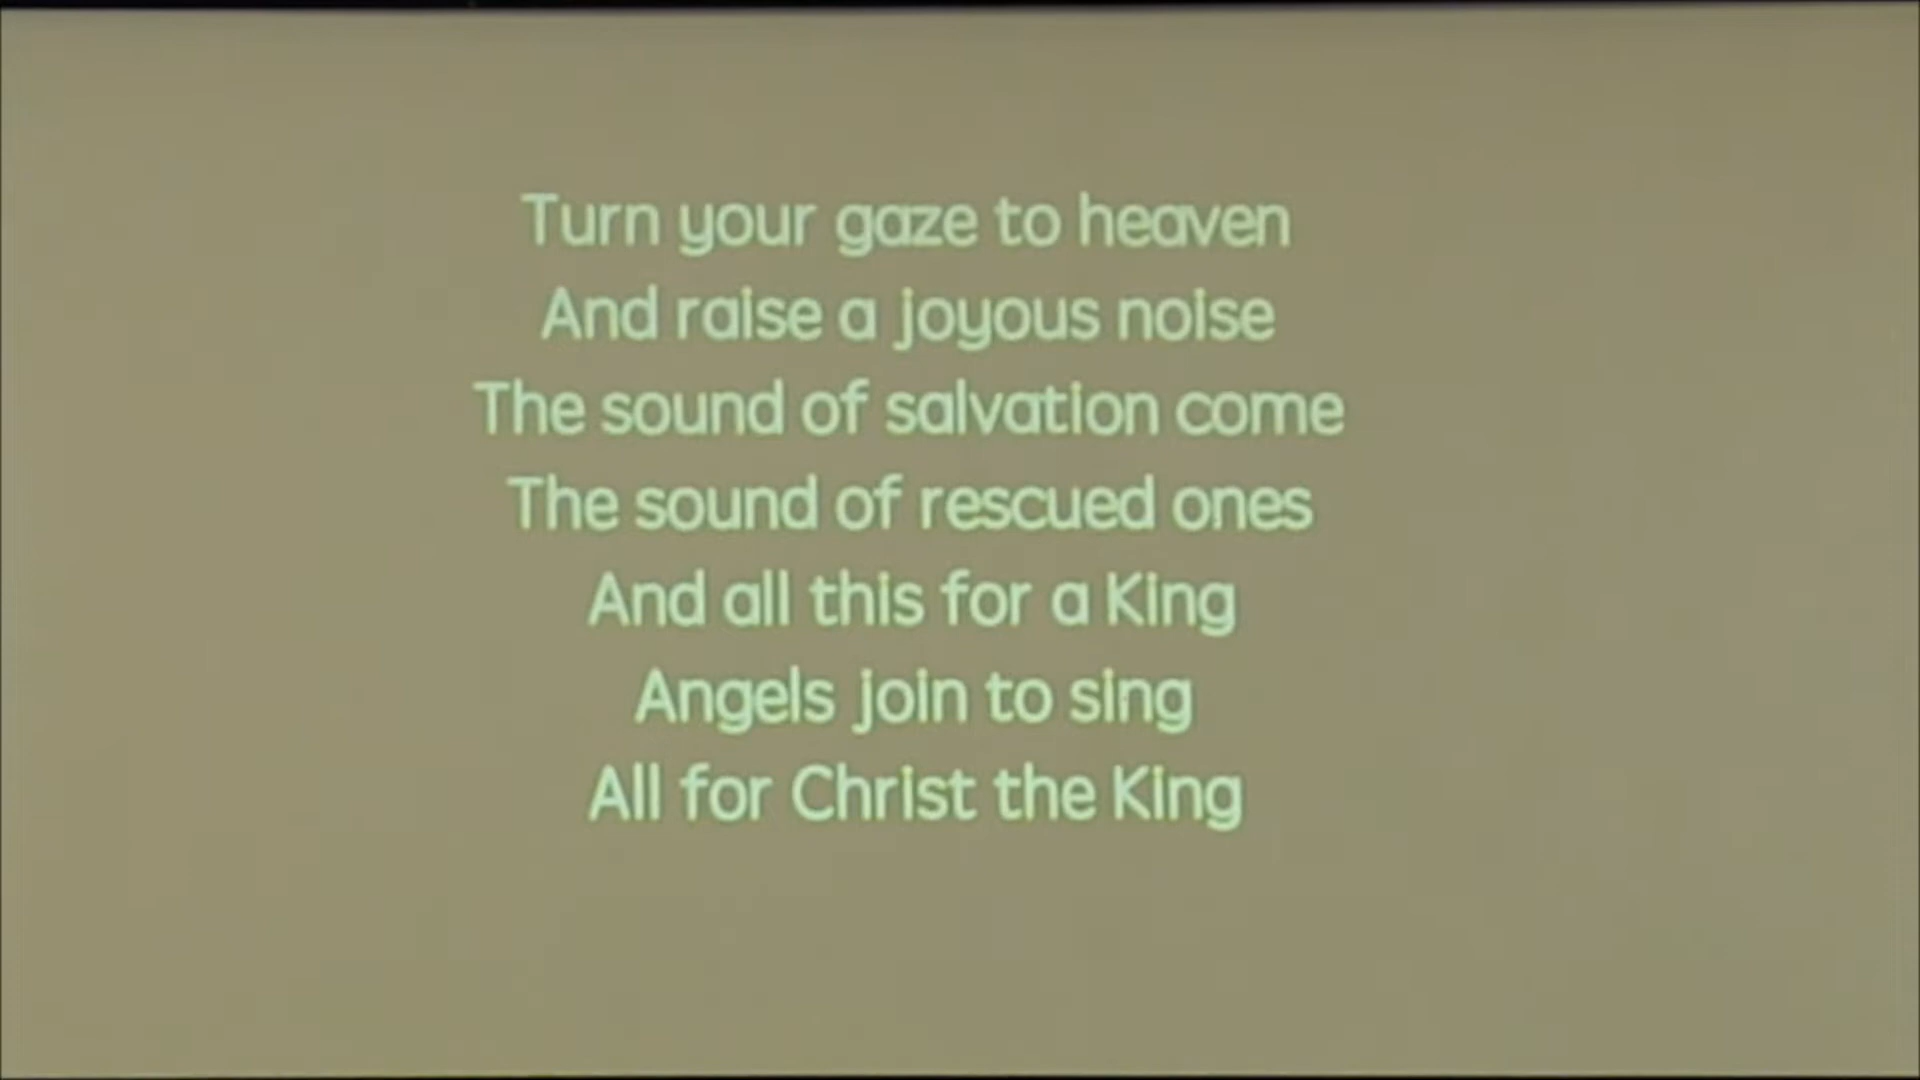 Turn your gaze to heaven
And raise a joyous noise
The sound of salvation come
The sound of rescued ones
And all this for a King
Angels join to sing
All for Christ the King